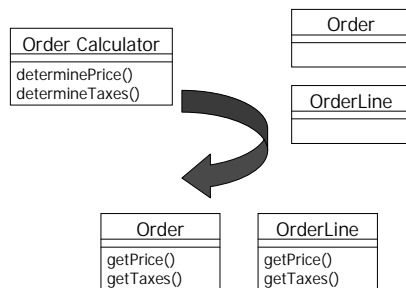 Order Calculator
determinePrice()
determineTaxes()
Order
OrderLine
Order
getPrice()
getTaxes()
OrderLine
getPrice()
getTaxes()